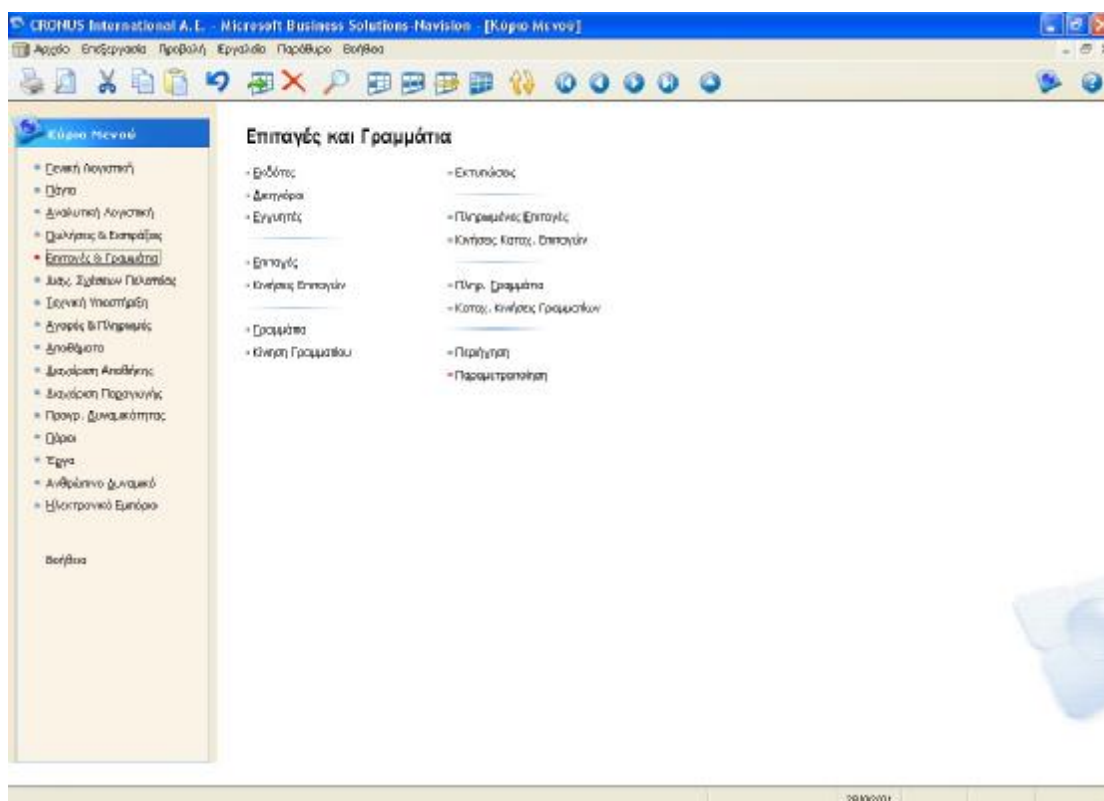 CRONUS International A.E. - Microsoft Business Solutions-Navision - [Κύριο Μενού]
Αρχείο Επεξεργασία Προβολή Εργαλεία Παράθυρο Βοήθεια
Κύριο Μενού
Γενική Λογιστική
Πάγια
Αναλυτική Λογιστική
Πωλήσεις & Εισπράξεις
Επιταγές & Γραμμάτια
Διαχ. Σχέσεων Πελατείας
Τεχνική Υποστήριξη
Αγορές & Πληρωμές
Αποθέματα
Διαχείριση Αποθήκης
Διαχείριση Παραγωγής
Προγρ. Δυναμικότητας
Πόροι
Έργα
Ανθρώπινο Δυναμικό
Ηλεκτρονικό Εμπόριο
Βοήθεια
Επιταγές και Γραμμάτια
Εκδότες
Δικηγόροι
Εγγυητές
Επιταγές
Κινήσεις Επιταγών
Γραμμάτια
Κίνηση Γραμματίου
Εκτυπώσεις
Πληρωμένες Επιταγές
Κινήσεις Καταχ. Επιταγών
Πληρ. Γραμμάτια
Καταχ. Κινήσεις Γραμματίων
Περιήγηση
Παραμετροποίηση